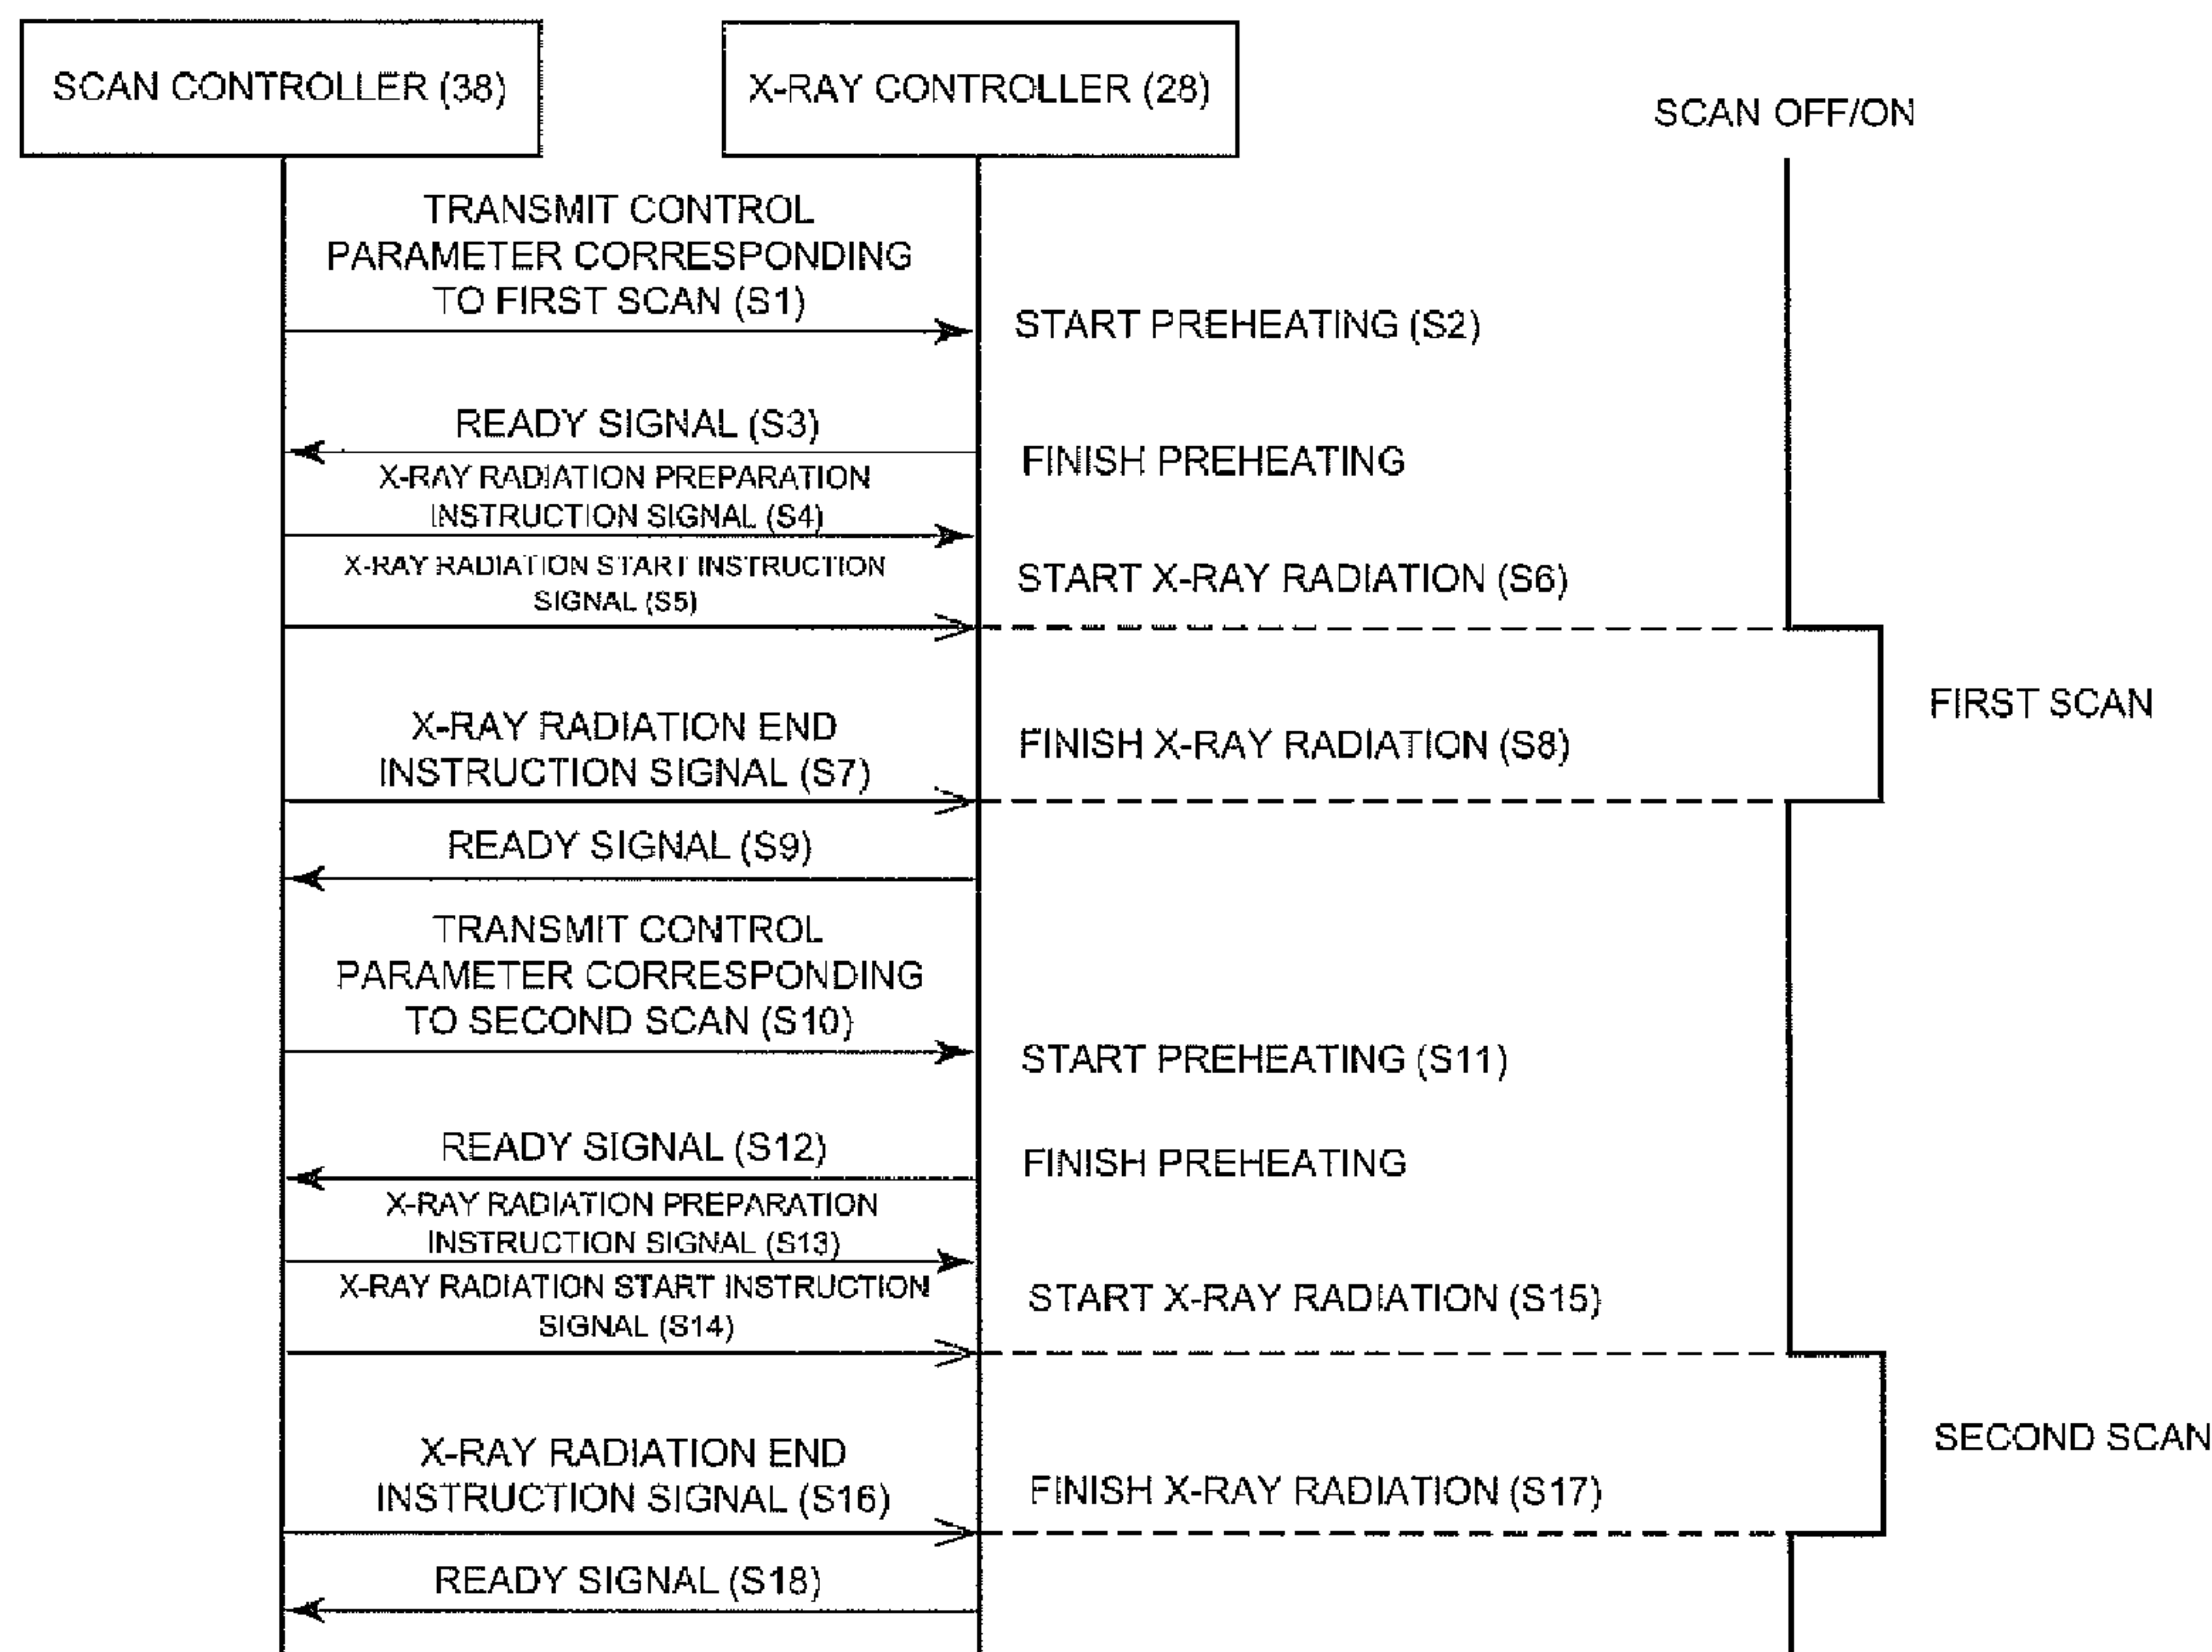 SCAN CONTROLLER (38)
X-RAY CONTROLLER (28)
SCAN OFF/ON
TRANSMIT CONTROL
PARAMETER CORRESPONDING
TO FIRST SCAN (S1)
START PREHEATING (S2)
READY SIGNAL (S3)
FINISH PREHEATING
X-RAY RADIATION PREPARATION
INSTRUCTION SIGNAL (S4)
X-RAY RADIATION START INSTRUCTION
SIGNAL (S5)
START X-RAY RADIATION (S6)
FIRST SCAN
X-RAY RADIATION END
INSTRUCTION SIGNAL (S7)
FINISH X-RAY RADIATION (S8)
READY SIGNAL (S9)
TRANSMIT CONTROL
PARAMETER CORRESPONDING
TO SECOND SCAN (S10)
START PREHEATING (S11)
READY SIGNAL (S12)
FINISH PREHEATING
X-RAY RADIATION PREPARATION
INSTRUCTION SIGNAL (S13)
X-RAY RADIATION START INSTRUCTION
SIGNAL (S14)
START X-RAY RADIATION (S15)
SECOND SCAN
X-RAY RADIATION END
INSTRUCTION SIGNAL (S16)
FINISH X-RAY RADIATION (S17)
READY SIGNAL (S18)